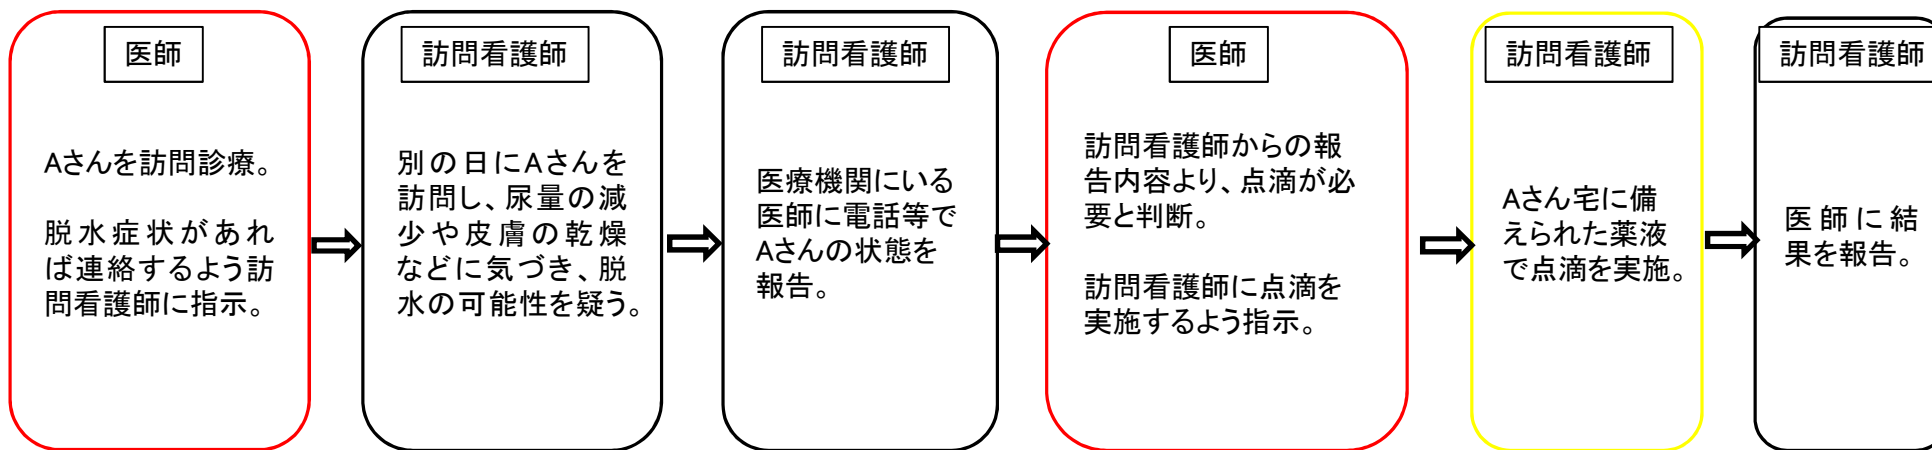 医師
Aさんを訪問診療。
脱水症状があれ
ば連絡するよう訪
問看護師に指示。
訪問看護師
別の日にAさんを
訪問し、尿量の減
少や皮膚の乾燥
などに気づき、脱
水の可能性を疑う。
訪問看護師
医療機関にいる
医師に電話等で
Aさんの状態を
報告。
医師
訪問看護師からの報
告内容より、点滴が必
要と判断。
訪問看護師に点滴を
実施するよう指示。
訪問看護師
Aさん宅に備
えられた薬液
で点滴を実施。
訪問看護師
医師に結
果を報告。